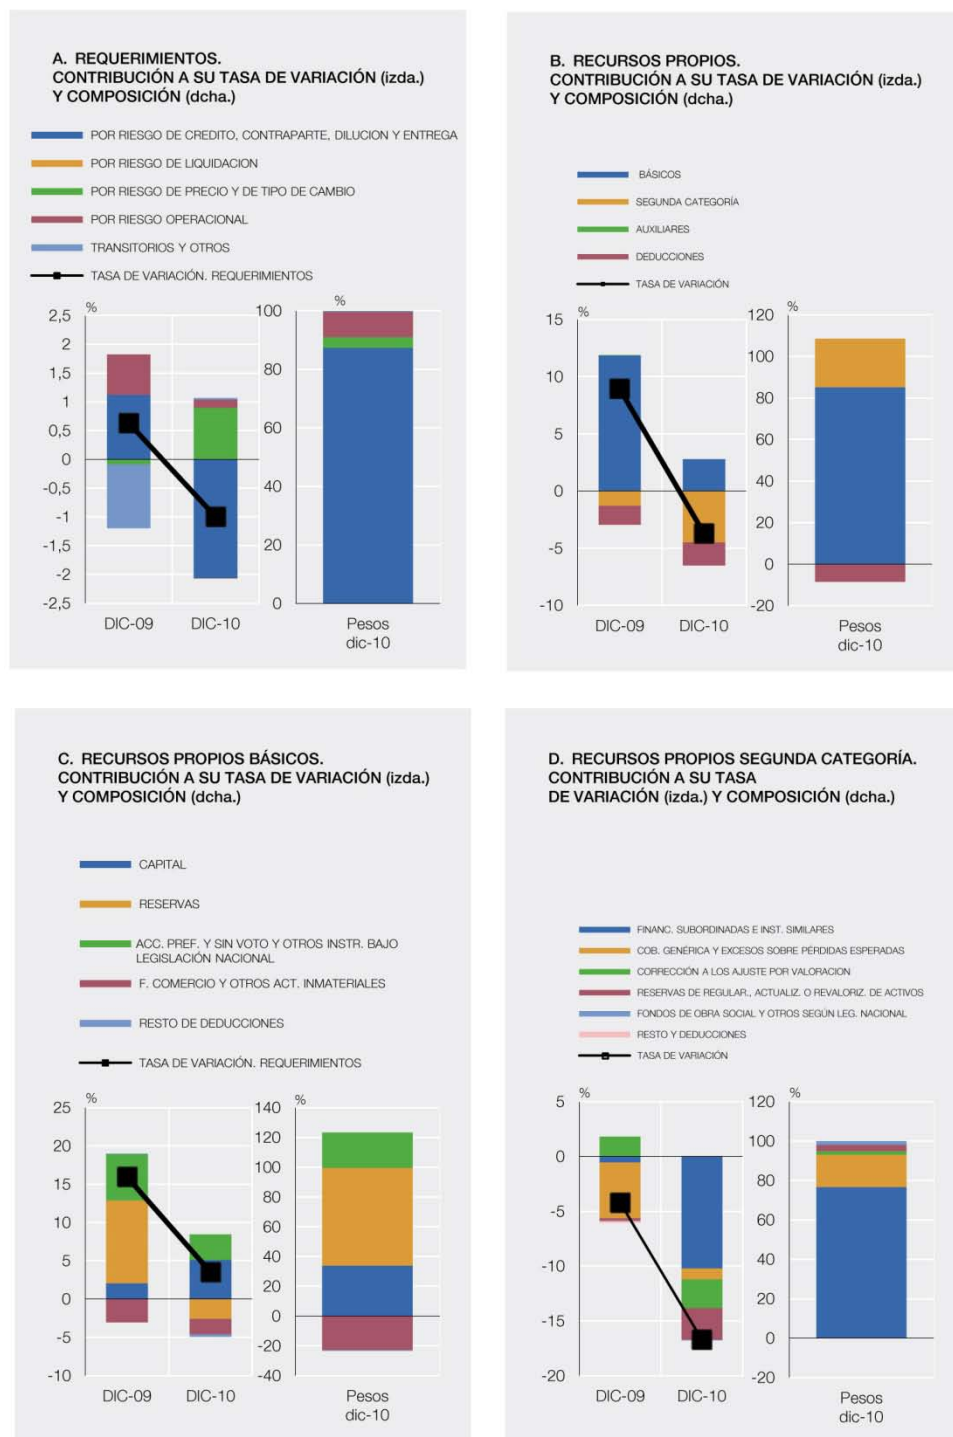 A. REQUERIMIENTOS.
CONTRIBUCIÓN A SU TASA DE VARIACIÓN (izda.)
Y COMPOSICIÓN (dcha.)
POR RIESGO DE CREDITO, CONTRAPARTE, DILUCION Y ENTREGA
POR RIESGO DE LIQUIDACION
POR RIESGO DE PRECIO Y DE TIPO DE CAMBIO
POR RIESGO OPERACIONAL
TRANSITORIOS Y OTROS
TASA DE VARIACIÓN. REQUERIMIENTOS
%
2,5
2
1,5
1
0,5
0
-0,5
-1
-1,5
-2
-2,5
DIC-09 DIC-10
%
100
80
60
40
20
0
Pesos
dic-10
B. RECURSOS PROPIOS.
CONTRIBUCIÓN A SU TASA DE VARIACIÓN (izda.)
Y COMPOSICIÓN (dcha.)
BÁSICOS
SEGUNDA CATEGORÍA
AUXILIARES
DEDUCCIONES
TASA DE VARIACIÓN
%
15
10
5
0
-5
-10
DIC-09 DIC-10
%
120
100
80
60
40
20
0
-20
Pesos
dic-10
C. RECURSOS PROPIOS BÁSICOS.
CONTRIBUCIÓN A SU TASA DE VARIACIÓN (izda.)
Y COMPOSICIÓN (dcha.)
CAPITAL
RESERVAS
ACC. PREF. Y SIN VOTO Y OTROS INSTR. BAJO
LEGISLACIÓN NACIONAL
F. COMERCIO Y OTROS ACT. INMATERIALES
RESTO DE DEDUCCIONES
TASA DE VARIACIÓN. REQUERIMIENTOS
%
25
20
15
10
5
0
-5
-10
DIC-09 DIC-10
%
140
120
100
80
60
40
20
0
-20
-40
Pesos
dic-10
D. RECURSOS PROPIOS SEGUNDA CATEGORÍA.
CONTRIBUCIÓN A SU TASA
DE VARIACIÓN (izda.) Y COMPOSICIÓN (dcha.)
FINANC. SUBORDINADAS E INST. SIMILARES
COB. GENÉRICA Y EXCESOS SOBRE PÉRDIDAS ESPERADAS
CORRECCIÓN A LOS AJUSTE POR VALORACION
RESERVAS DE REGULAR., ACTUALIZ. O REVALORIZ. DE ACTIVOS
FONDOS DE OBRA SOCIAL Y OTROS SEGÚN LEG. NACIONAL
RESTO Y DEDUCCIONES
TASA DE VARIACIÓN
%
5
0
-5
-10
-15
-20
DIC-09 DIC-10
%
120
100
80
60
40
20
0
-20
Pesos
dic-10